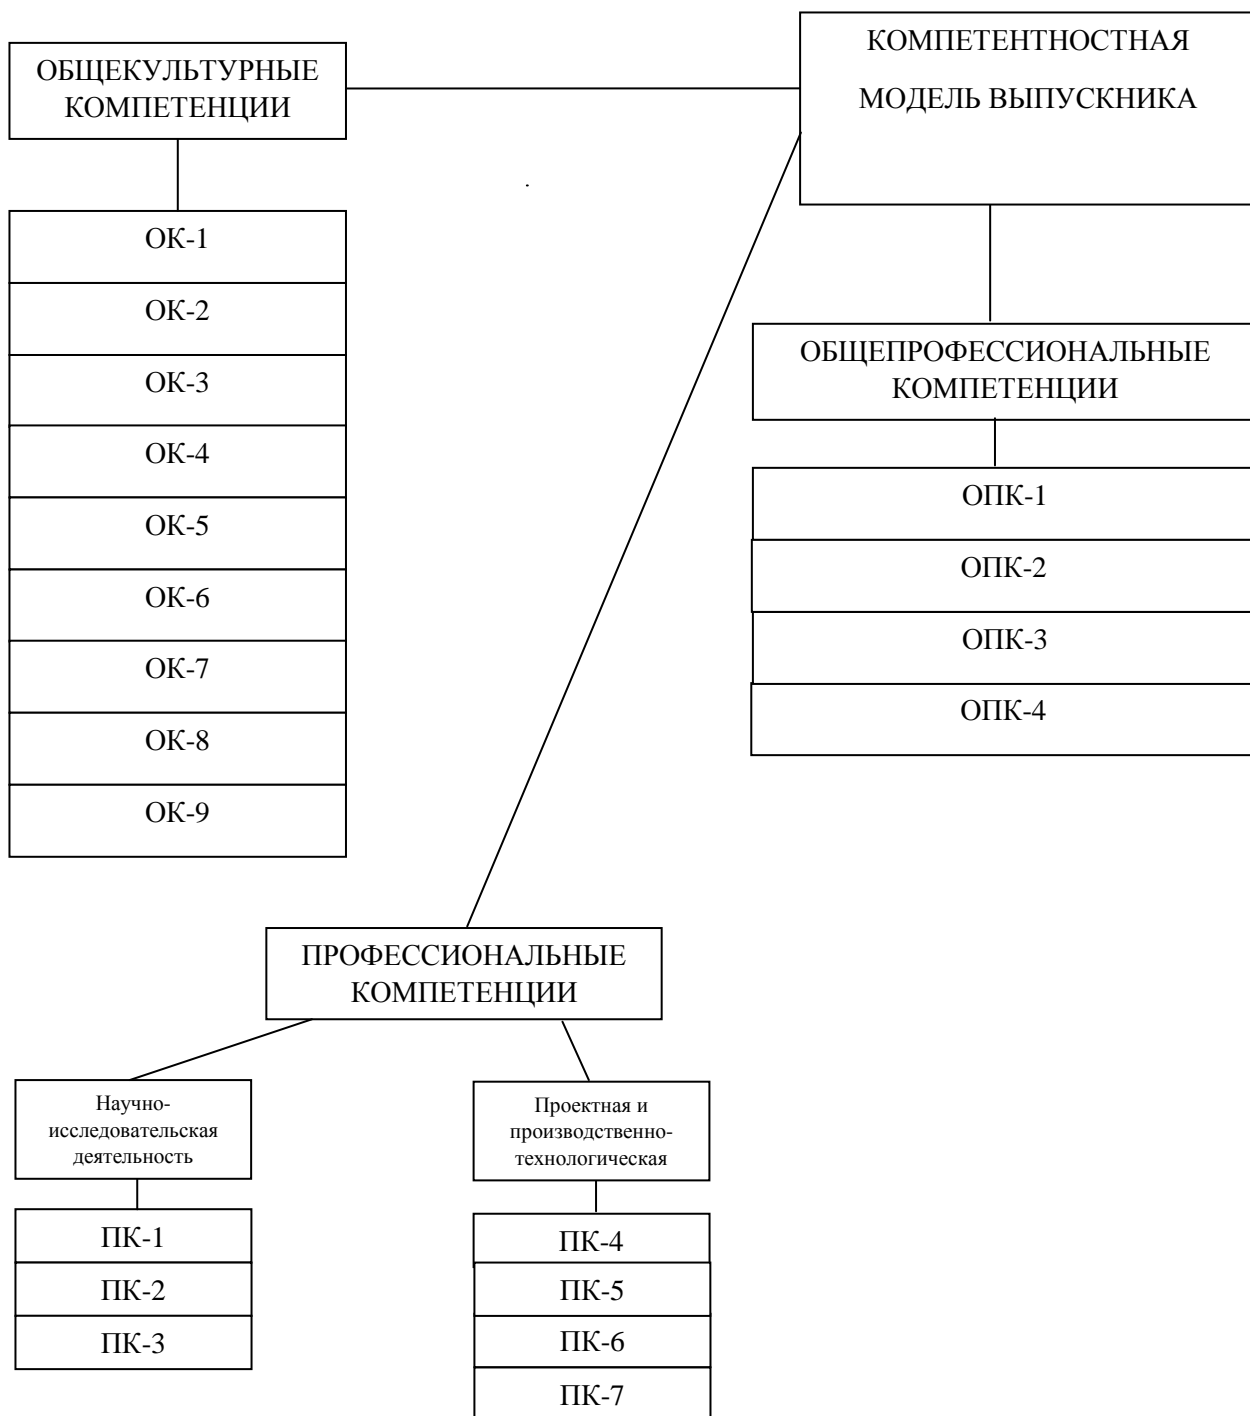 КОМПЕТЕНТНОСТНАЯ
МОДЕЛЬ ВЫПУСКНИКА
ОБЩЕКУЛЬТУРНЫЕ
КОМПЕТЕНЦИИ
ОК-1
ОК-2
ОК-3
ОК-4
ОК-5
ОК-6
ОК-7
ОК-8
ОК-9
ОБЩЕПРОФЕССИОНАЛЬНЫЕ
КОМПЕТЕНЦИИ
ОПК-1
ОПК-2
ОПК-3
ОПК-4
ПРОФЕССИОНАЛЬНЫЕ
КОМПЕТЕНЦИИ
Научно-
исследовательская
деятельность
ПК-1
ПК-2
ПК-3
Проектная и
производственно-
технологическая
ПК-4
ПК-5
ПК-6
ПК-7